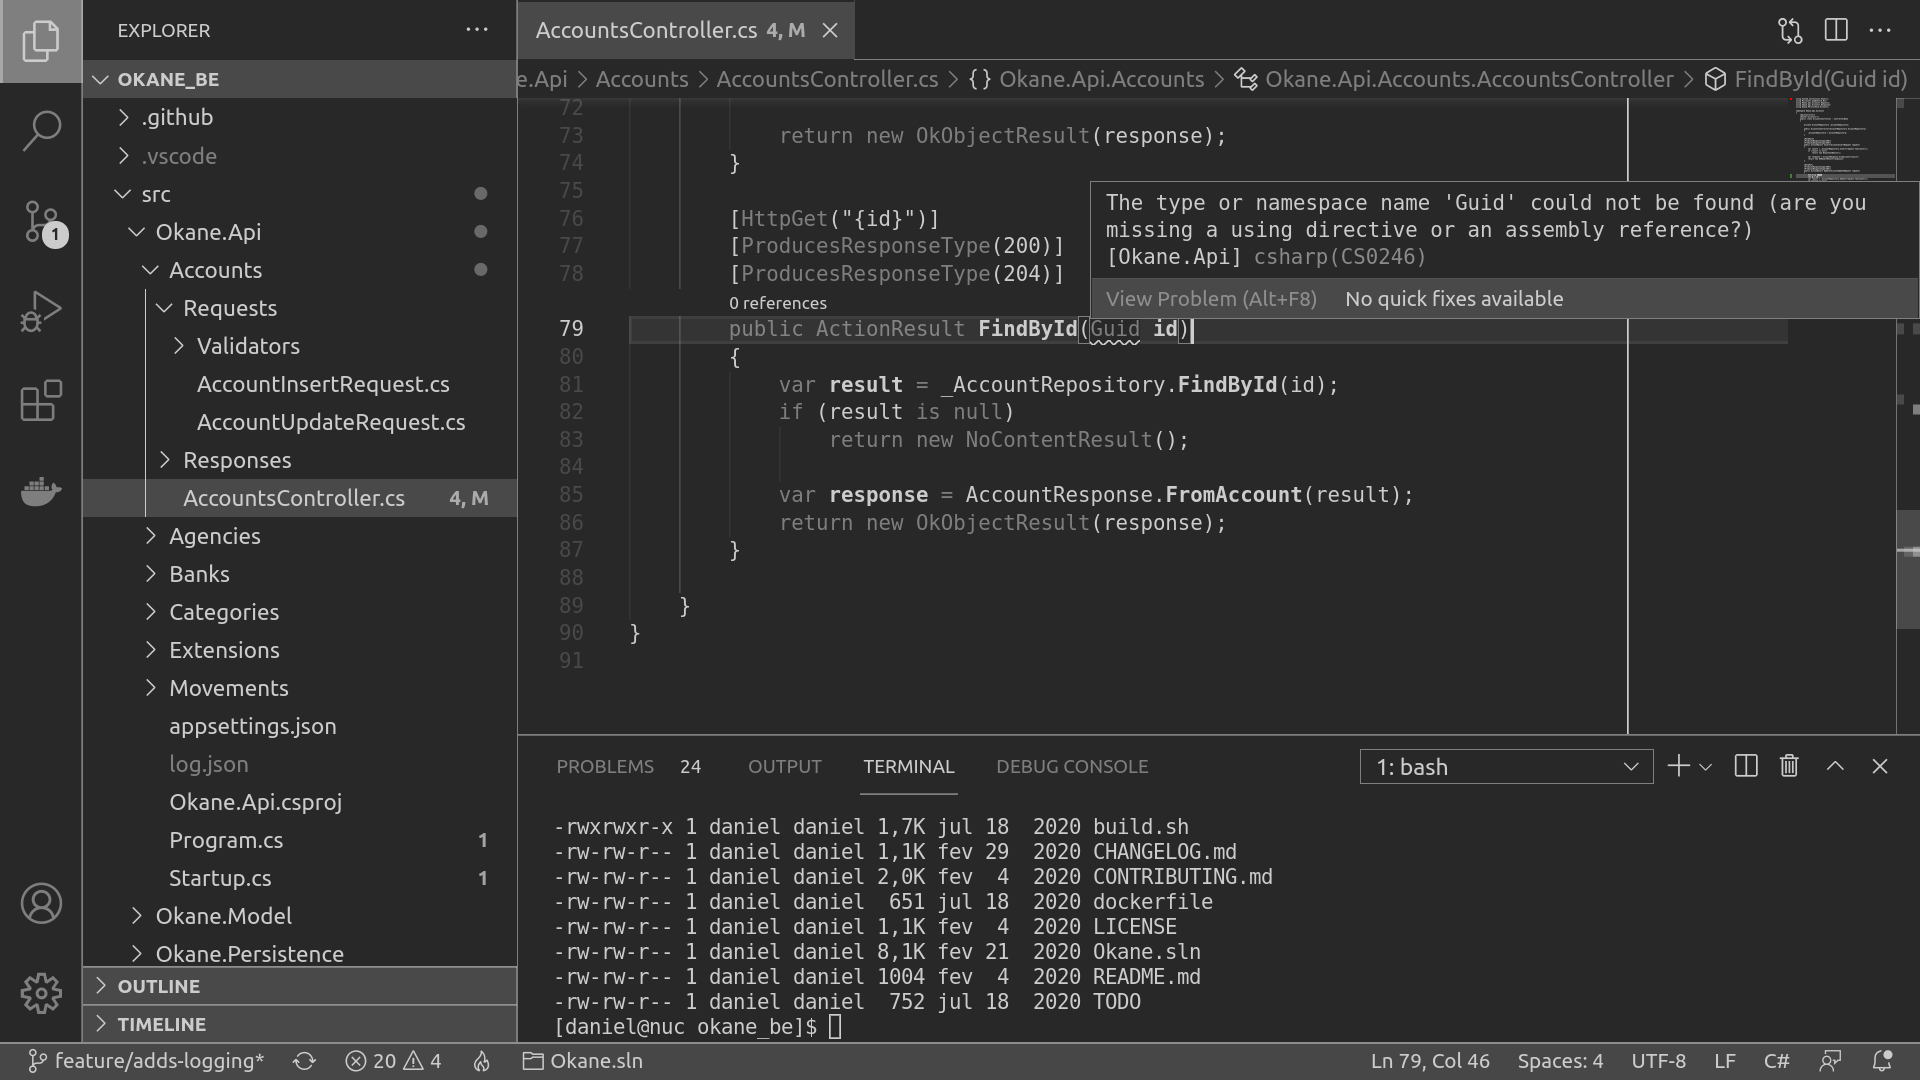 EXPLORER
OKANE_BE
.github
.vscode
src
Okane.Api
Accounts
Requests
Validators
AccountInsertRequest.cs
AccountUpdateRequest.cs
Responses
AccountsController.cs 4, M
Agencies
Banks
Categories
Extensions
Movements
appsettings.json
log.json
Okane.Api.csproj
Program.cs 1
Startup.cs 1
Okane.Model
Okane.Persistence
OUTLINE
TIMELINE
1
AccountsController.cs 4, M
e.Api > Accounts > AccountsController.cs > {} Okane.Api.Accounts > Okane.Api.Accounts.AccountsController > FindById(Guid id)
72
73 return new OkObjectResult(response);
74 }
75
76 [HttpGet("{id}")]
77 [ProducesResponseType(200)]
78 [ProducesResponseType(204)]
0 references
79 public ActionResult FindById(Guid id)
80 {
81 var result = _AccountRepository.FindById(id);
82 if (result is null)
83 return new NoContentResult();
84
85 var response = AccountResponse.FromAccount(result);
86 return new OkObjectResult(response);
87 }
88
89 }
90 }
91
The type or namespace name 'Guid' could not be found (are you
missing a using directive or an assembly reference?)
[Okane.Api] csharp(CS0246)
View Problem (Alt+F8) No quick fixes available
PROBLEMS 24 OUTPUT TERMINAL DEBUG CONSOLE 1: bash
-rwxrwxr-x 1 daniel daniel 1,7K jul 18 2020 build.sh
-rw-rw-r-- 1 daniel daniel 1,1K fev 29 2020 CHANGELOG.md
-rw-rw-r-- 1 daniel daniel 2,0K fev 4 2020 CONTRIBUTING.md
-rw-rw-r-- 1 daniel daniel 651 jul 18 2020 dockerfile
-rw-rw-r-- 1 daniel daniel 1,1K fev 4 2020 LICENSE
-rw-rw-r-- 1 daniel daniel 8,1K fev 21 2020 Okane.sln
-rw-rw-r-- 1 daniel daniel 1004 fev 4 2020 README.md
-rw-rw-r-- 1 daniel daniel 752 jul 18 2020 TODO
[daniel@nuc okane_be]$
feature/adds-logging* 20 4 Okane.sln Ln 79, Col 46 Spaces: 4 UTF-8 LF C#